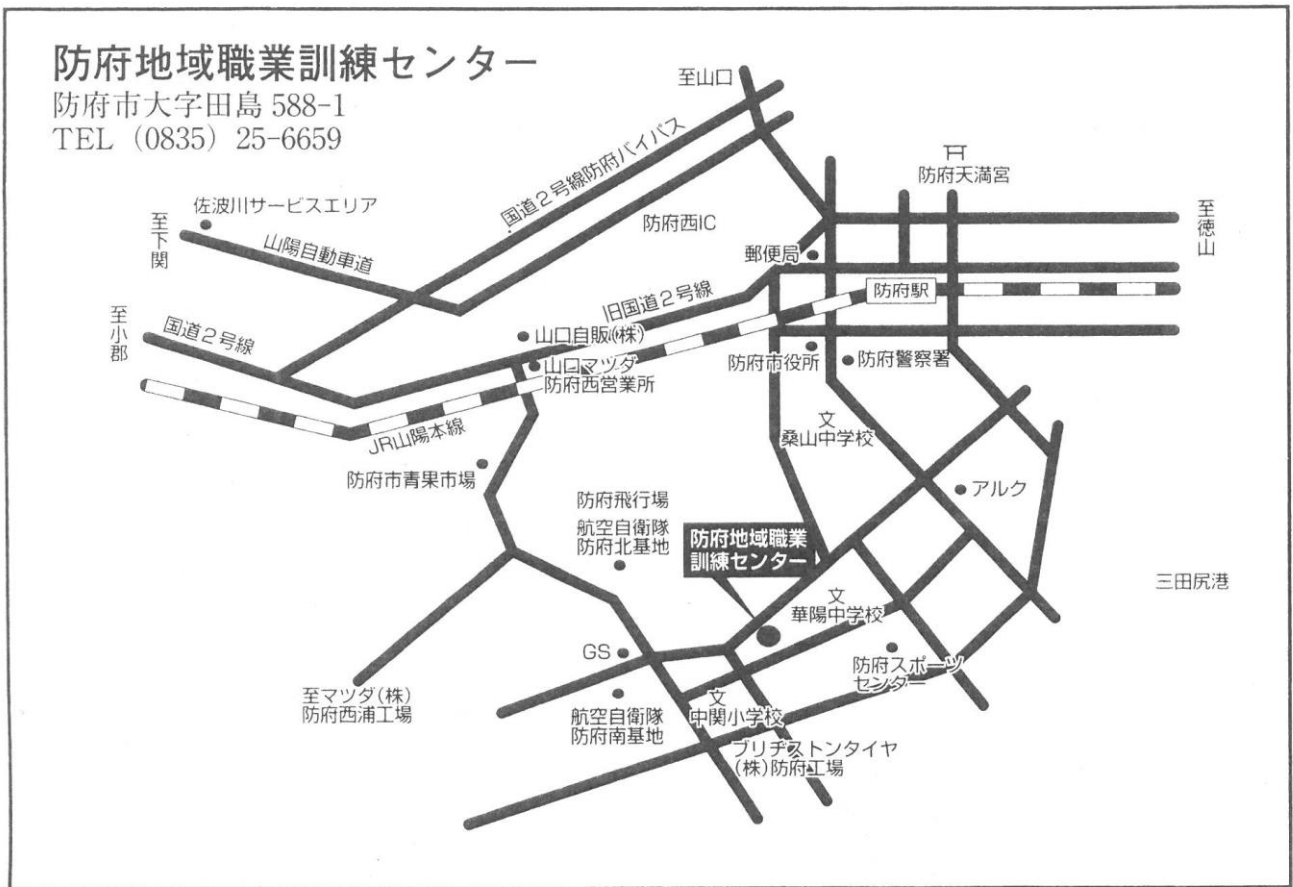 防府地域職業訓練センター
防府市大字田島 588-1
TEL (0835) 25-6659
至山口
国道2号線防府バイパス
防府天満宮
佐波川サービスエリア
至下関
山陽自動車道
防府西IC
至徳山
郵便局
防府駅
旧国道2号線
至小郡
国道2号線
山口自販(株)
山口マツダ
防府西営業所
防府市役所
防府警察署
JR山陽本線
文
桑山中学校
防府市青果市場
アルク
防府飛行場
航空自衛隊
防府北基地
防府地域職業
訓練センター
三田尻港
文
華陽中学校
GS
防府スポーツ
センター
至マツダ(株)
防府西浦工場
航空自衛隊
防府南基地
文
中関小学校
ブリヂストンタイヤ
(株)防府工場